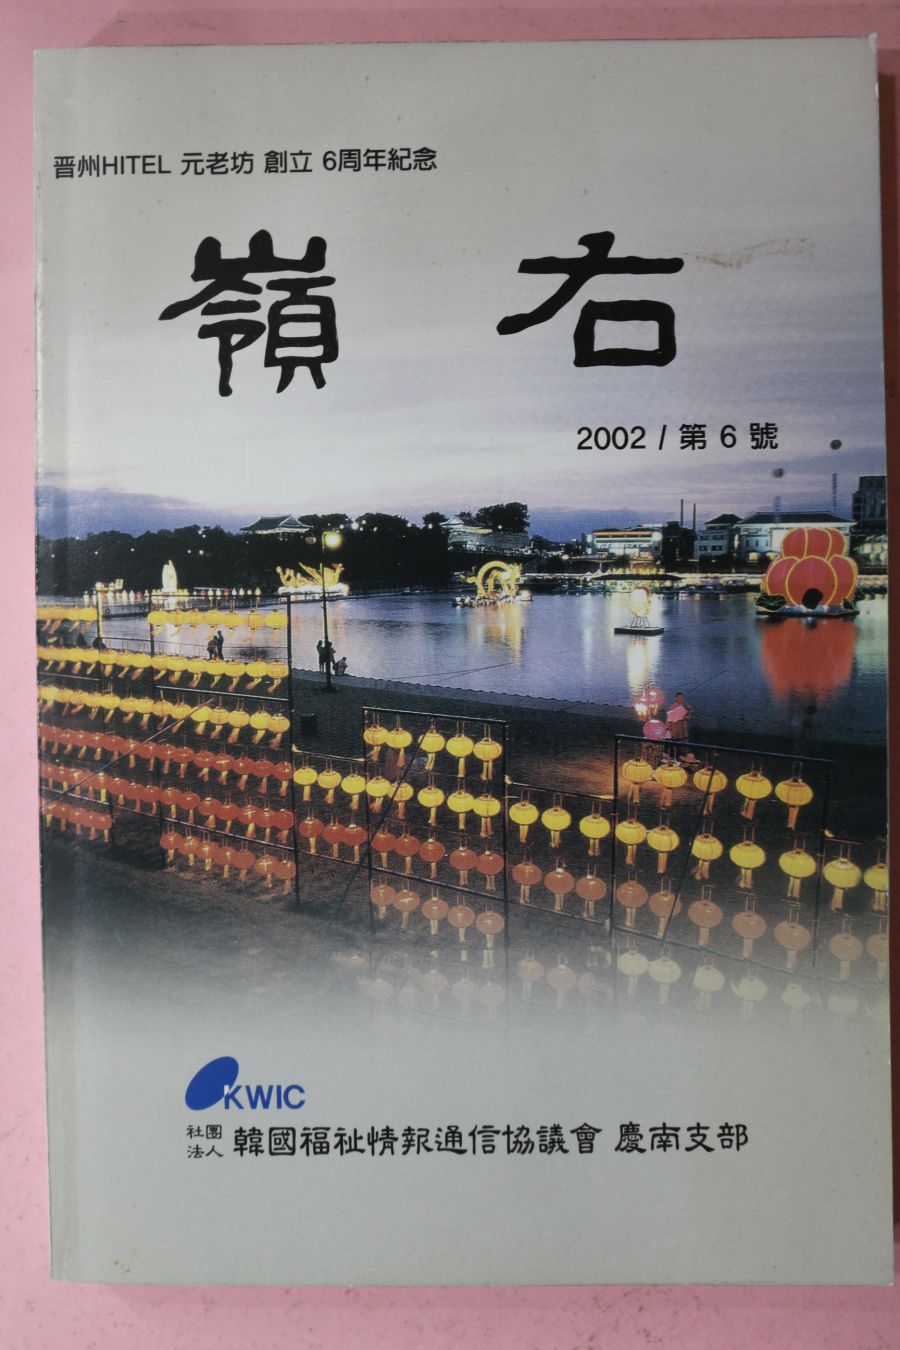 晋州HITEL 元老坊 創立 6周年紀念
嶺右
2002 / 第 6 號
KWIC
社團
法人 韓國福祉情報通信協議會 慶南支部